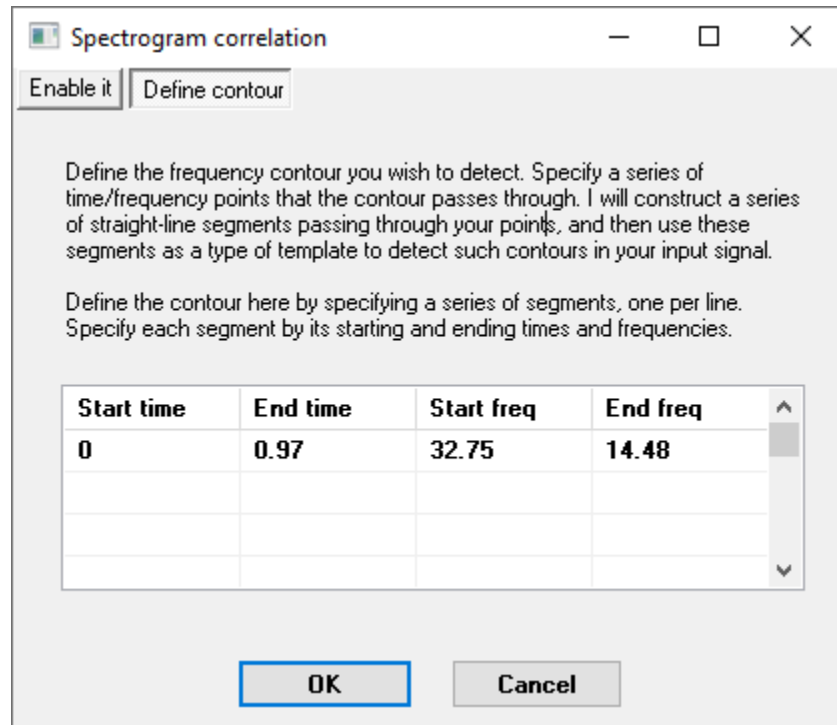 Spectrogram correlation
Enable it Define contour
Define the frequency contour you wish to detect. Specify a series of
time/frequency points that the contour passes through. I will construct a series
of straight-line segments passing through your points, and then use these
segments as a type of template to detect such contours in your input signal.
Define the contour here by specifying a series of segments, one per line.
Specify each segment by its starting and ending times and frequencies.
Start time End time Start freq End freq
0 0.97 32.75 14.48
OK Cancel